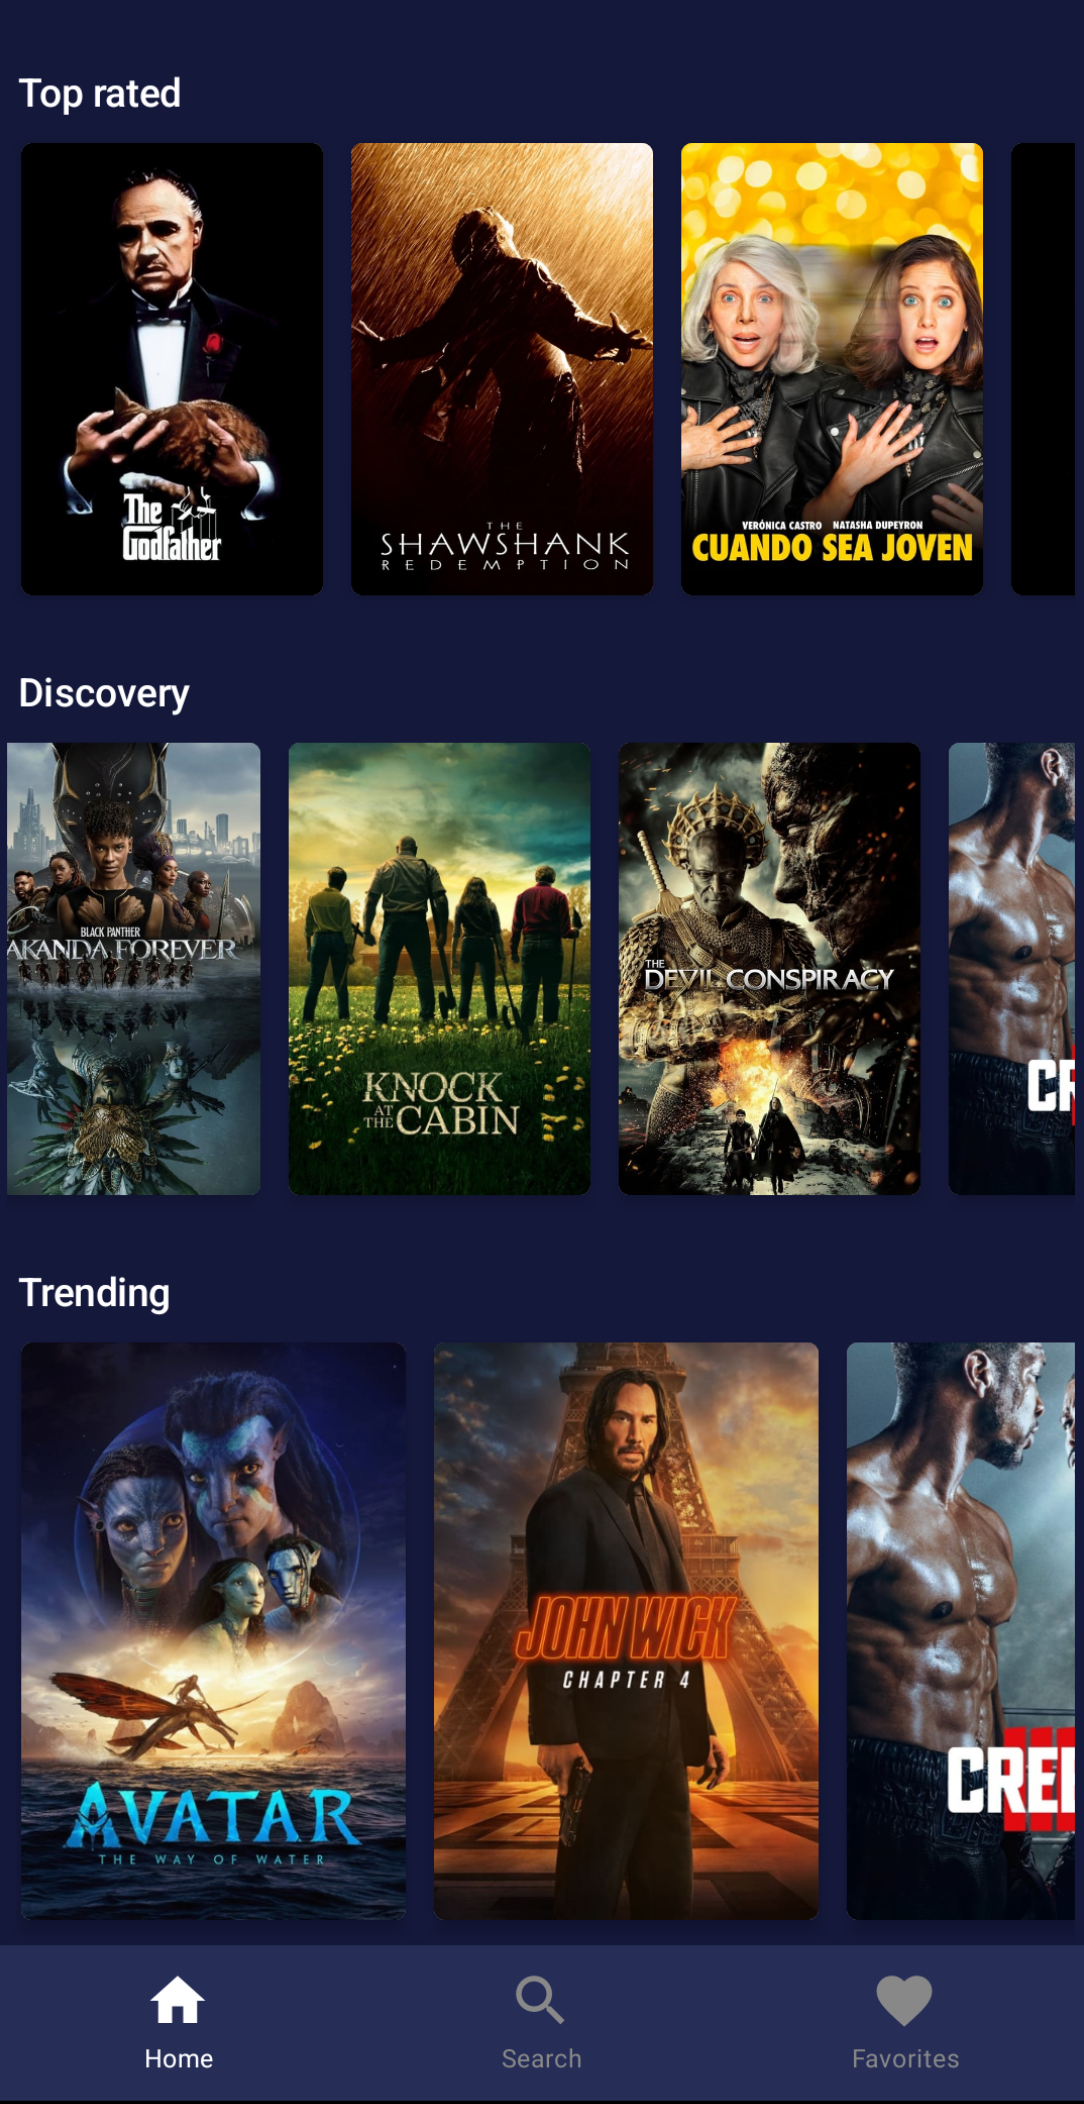 Top rated
The
Godfather
THE
SHAWSHANK
REDEMPTION
VERÓNICA CASTRO NATASHA DUPEYRON
CUANDO SEA JOVEN
Discovery
BLACK PANTHER
AKANDA FOREVER
KNOCK
AT
THE CABIN
THE
DEVIL CONSPIRACY
CR
Trending
AVATAR
THE WAY OF WATER
JOHN WICK
CHAPTER 4
CREE
Home
Search
Favorites